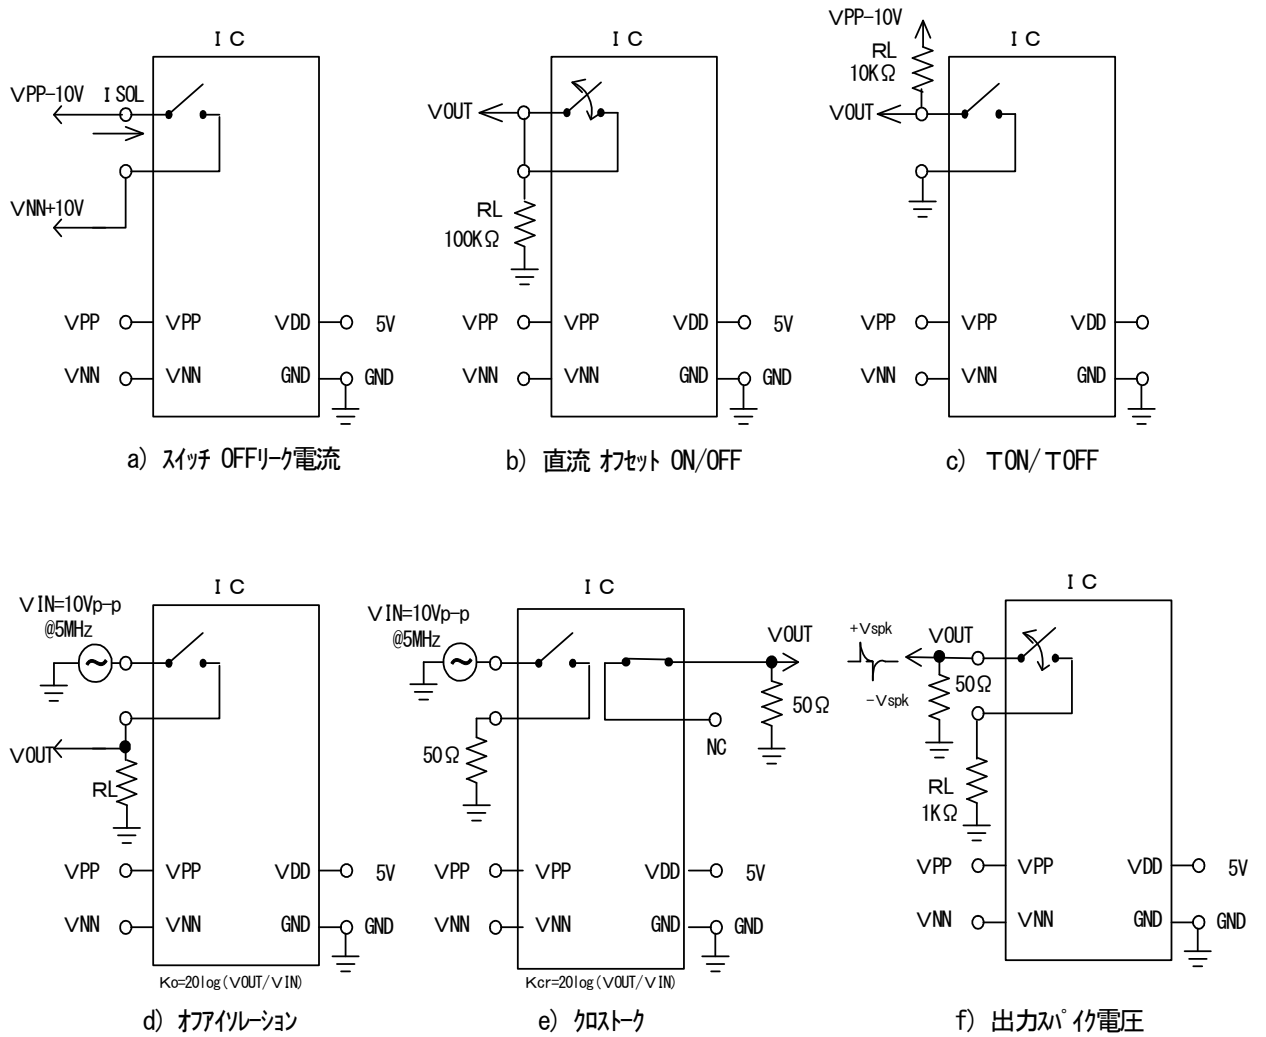 IC
VPP-10V
ISOL
VNN+10V
VPP
VPP
VDD
5V
VNN
VNN
GND
GND
a) スイッチ OFFリーク電流
IC
VOUT
RL
100KΩ
VPP
VPP
VDD
5V
VNN
VNN
GND
GND
b) 直流 オフセット ON/OFF
VPP-10V
IC
RL
10KΩ
VOUT
VPP
VPP
VDD
VNN
VNN
GND
c) TON/TOFF
IC
VIN=10Vp-p
@5MHz
VOUT
RL
VPP
VPP
VDD
5V
VNN
VNN
GND
GND
Ko=20log(VOUT/VIN)
d) オフアイソレーション
IC
VIN=10Vp-p
@5MHz
VOUT
50Ω
50Ω
NC
VPP
VPP
VDD
5V
VNN
VNN
GND
GND
Kcr=20log(VOUT/VIN)
e) クロストーク
IC
+Vspk
VOUT
50Ω
-Vspk
RL
1KΩ
VPP
VPP
VDD
5V
VNN
VNN
GND
GND
f) 出力スパイク電圧